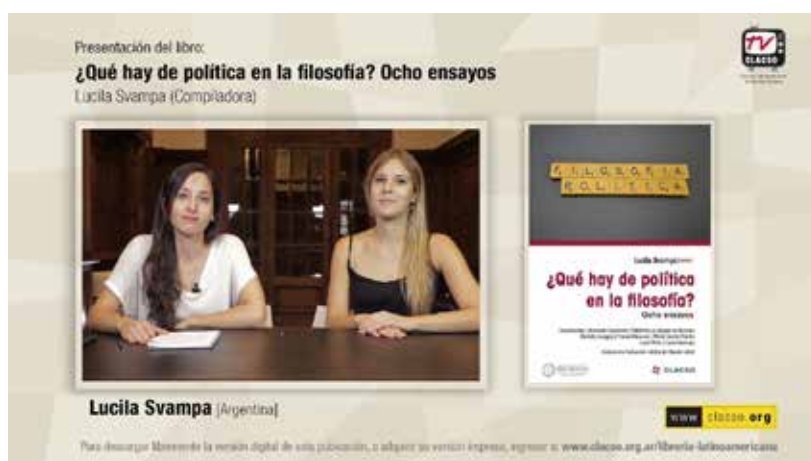 Presentación del libro:
¿Qué hay de política en la filosofía? Ocho ensayos
Lucila Svampa (Compiladora)
TV
CLACSO
FILOSOFIA
POLITICA
Lucila Svampa
¿Qué hay de política
en la filosofía?
Ocho ensayos
CLACSO
Lucila Svampa [Argentina]
www clacso.org
Para descargar libremente la versión digital de esta publicación, o adquirir su versión impresa, ingresar a: www.clacso.org.ar/libreria-latinoamericana